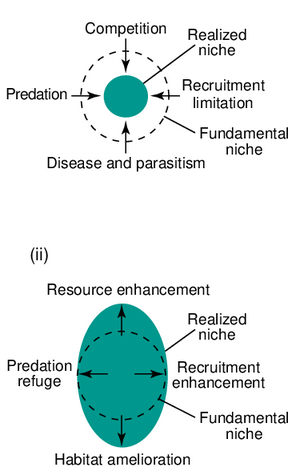 Competition
Realized
niche
Predation
Recruitment
limitation
Fundamental
niche
Disease and parasitism
(ii)
Resource enhancement
Realized
niche
Predation
refuge
Recruitment
enhancement
Fundamental
niche
Habitat amelioration